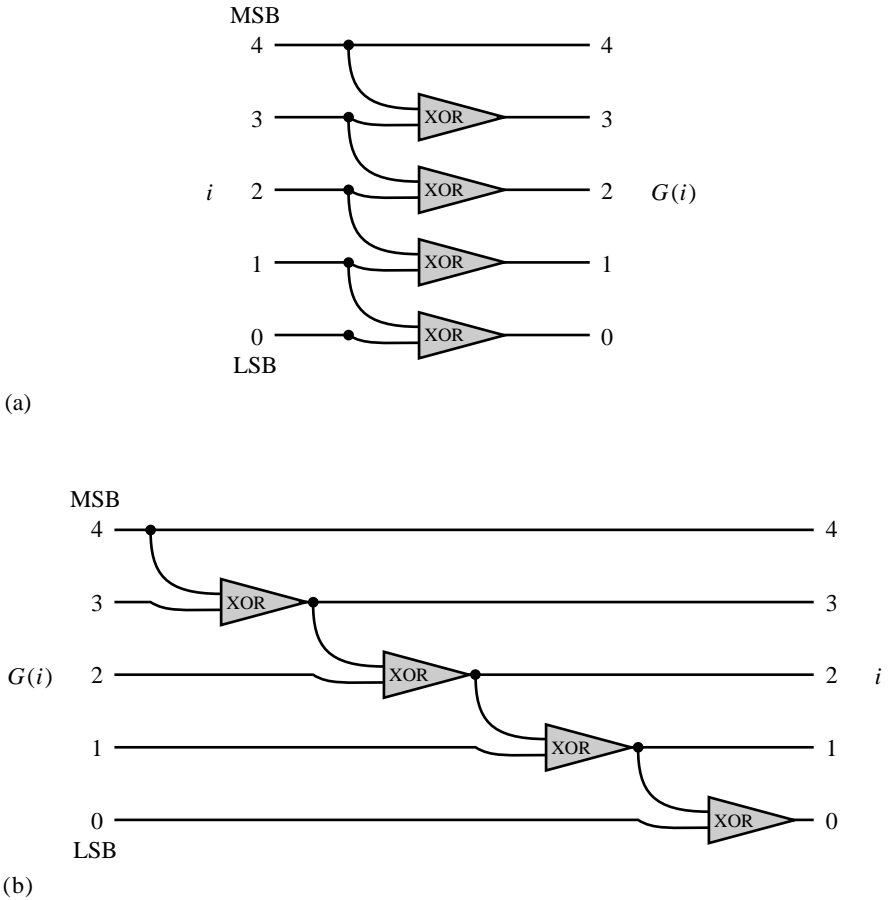 MSB
4 4
XOR
3 3
XOR
i 2 2 G(i)
XOR
1 1
XOR
0 0
LSB
(a)
MSB
4 4
3 XOR 3
G(i) 2 XOR 2 i
1 XOR 1
0 XOR 0
LSB
(b)